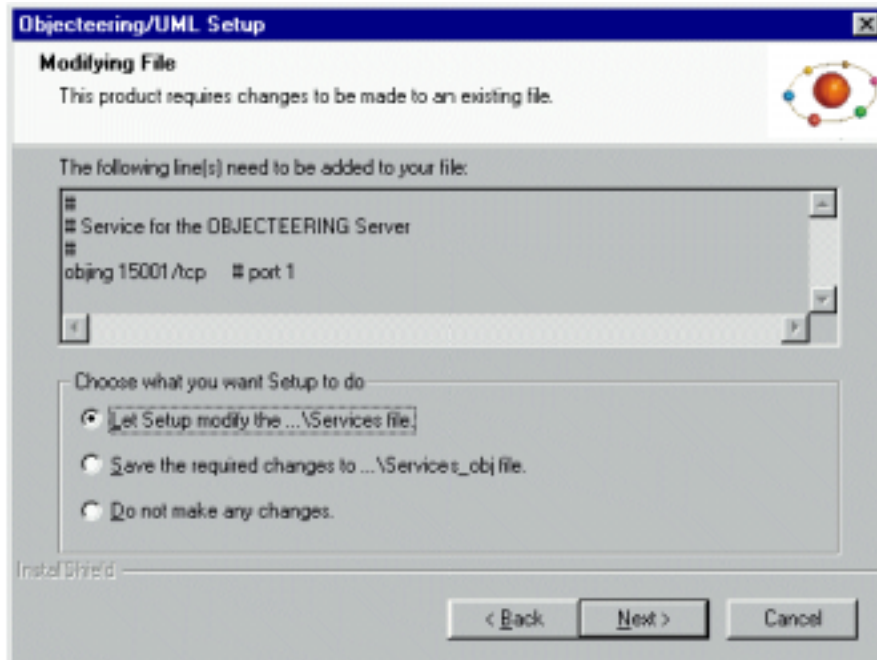 Objecteering/UML Setup
Modifying File
This product requires changes to be made to an existing file.
The following line(s) need to be added to your file:
#
# Service for the OBJECTEERING Server
#
objing 15001/tcp # port 1
Choose what you want Setup to do
Let Setup modify the ...\Services file.
Save the required changes to ...\Services_obj file.
Do not make any changes.
InstallShield
< Back Next > Cancel